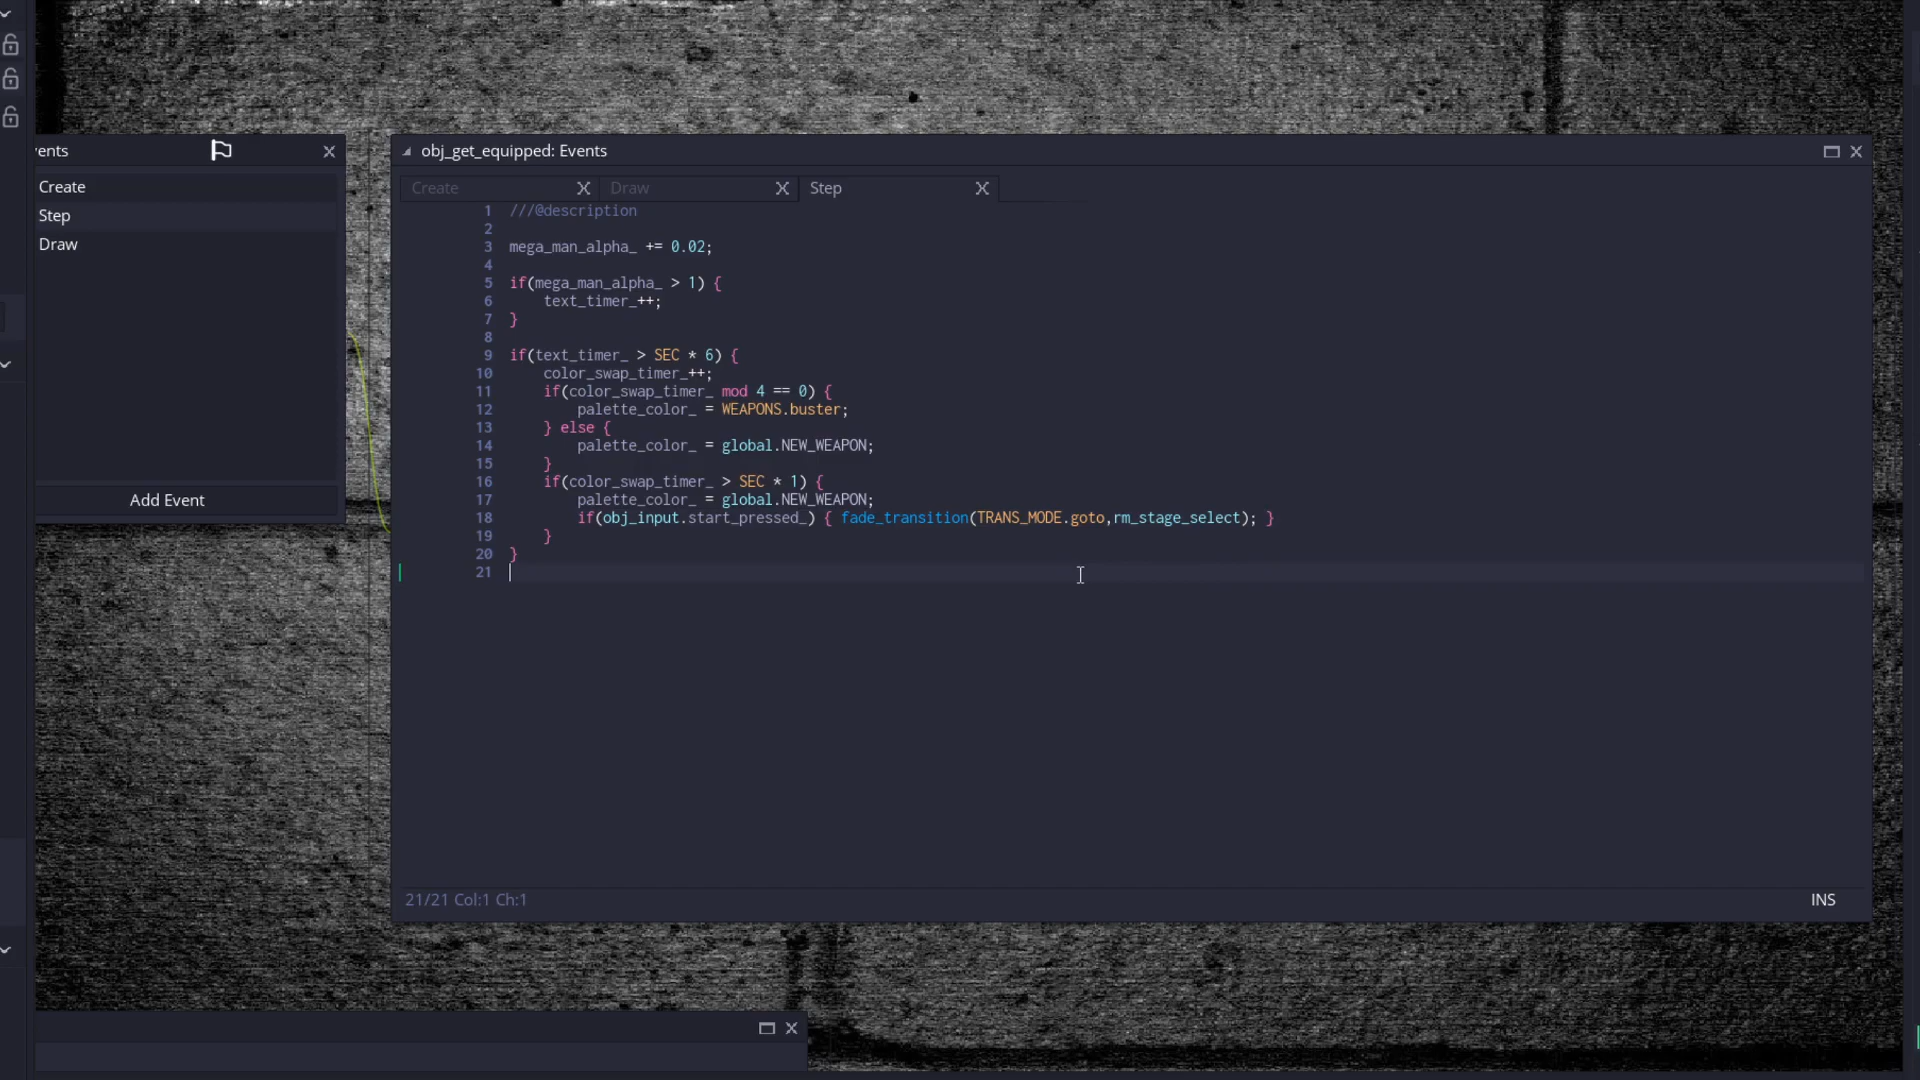 vents
Create
Step
Draw
Add Event
obj_get_equipped: Events
Create
Draw
Step
1 ///@description
2
3 mega_man_alpha_ += 0.02;
4
5 if(mega_man_alpha_ > 1) {
6 text_timer_++;
7 }
8
9 if(text_timer_ > SEC * 6) {
10 color_swap_timer_++;
11 if(color_swap_timer_ mod 4 == 0) {
12 palette_color_ = WEAPONS.buster;
13 } else {
14 palette_color_ = global.NEW_WEAPON;
15 }
16 if(color_swap_timer_ > SEC * 1) {
17 palette_color_ = global.NEW_WEAPON;
18 if(obj_input.start_pressed_) { fade_transition(TRANS_MODE.goto,rm_stage_select); }
19 }
20 }
21
21/21 Col:1 Ch:1
INS